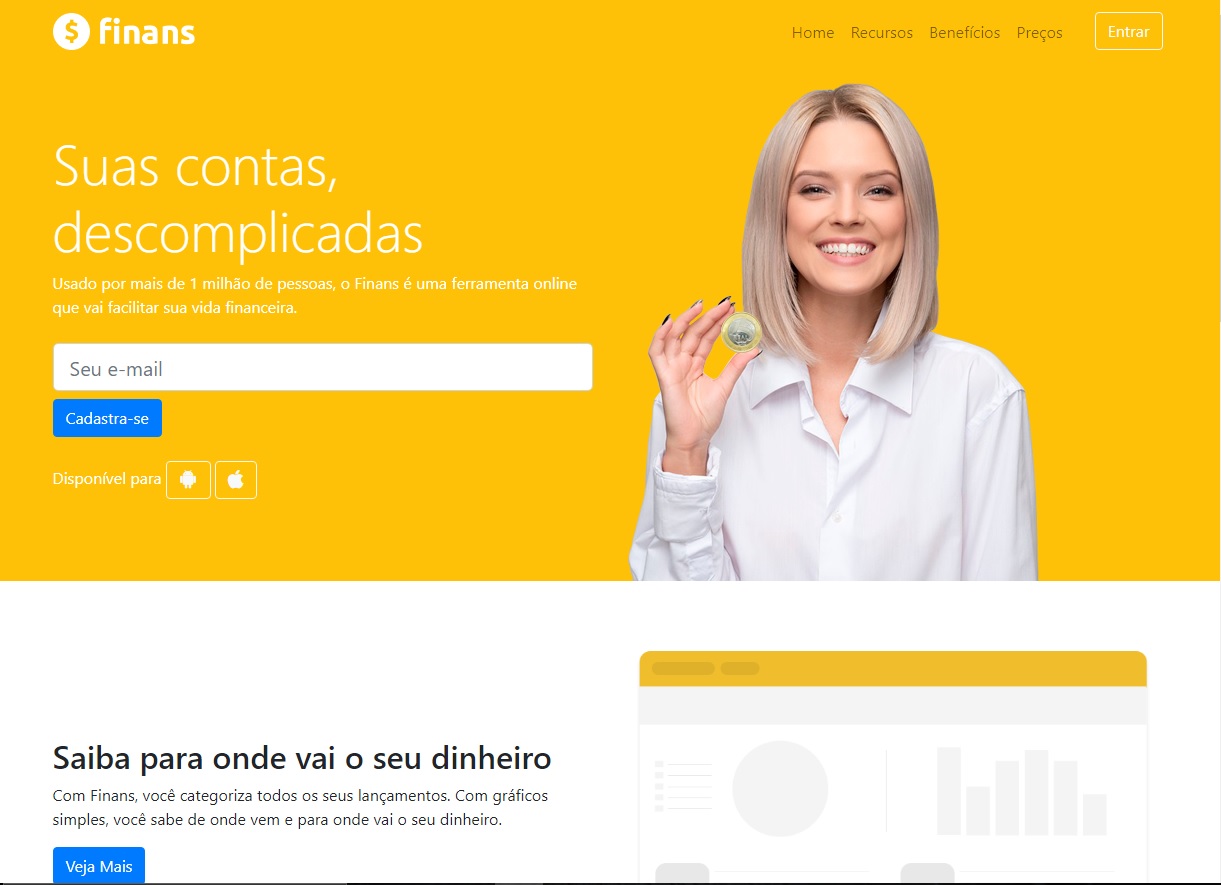 finans
Home Recursos Benefícios Preços Entrar
Suas contas,
descomplicadas
Usado por mais de 1 milhão de pessoas, o Finans é uma ferramenta online
que vai facilitar sua vida financeira.
Seu e-mail
Cadastra-se
Disponível para
Saiba para onde vai o seu dinheiro
Com Finans, você categoriza todos os seus lançamentos. Com gráficos
simples, você sabe de onde vem e para onde vai o seu dinheiro.
Veja Mais